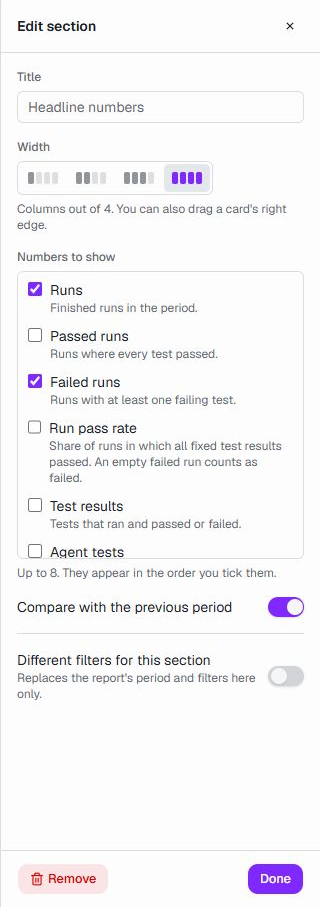 Edit section
×
Title
Headline numbers
Width
Columns out of 4. You can also drag a card's right
edge.
Numbers to show
Runs
Finished runs in the period.
Passed runs
Runs where every test passed.
Failed runs
Runs with at least one failing test.
Run pass rate
Share of runs in which all fixed test results
passed. An empty failed run counts as
failed.
Test results
Tests that ran and passed or failed.
Agent tests
Up to 8. They appear in the order you tick them.
Compare with the previous period
Different filters for this section
Replaces the report's period and filters here
only.
Remove
Done